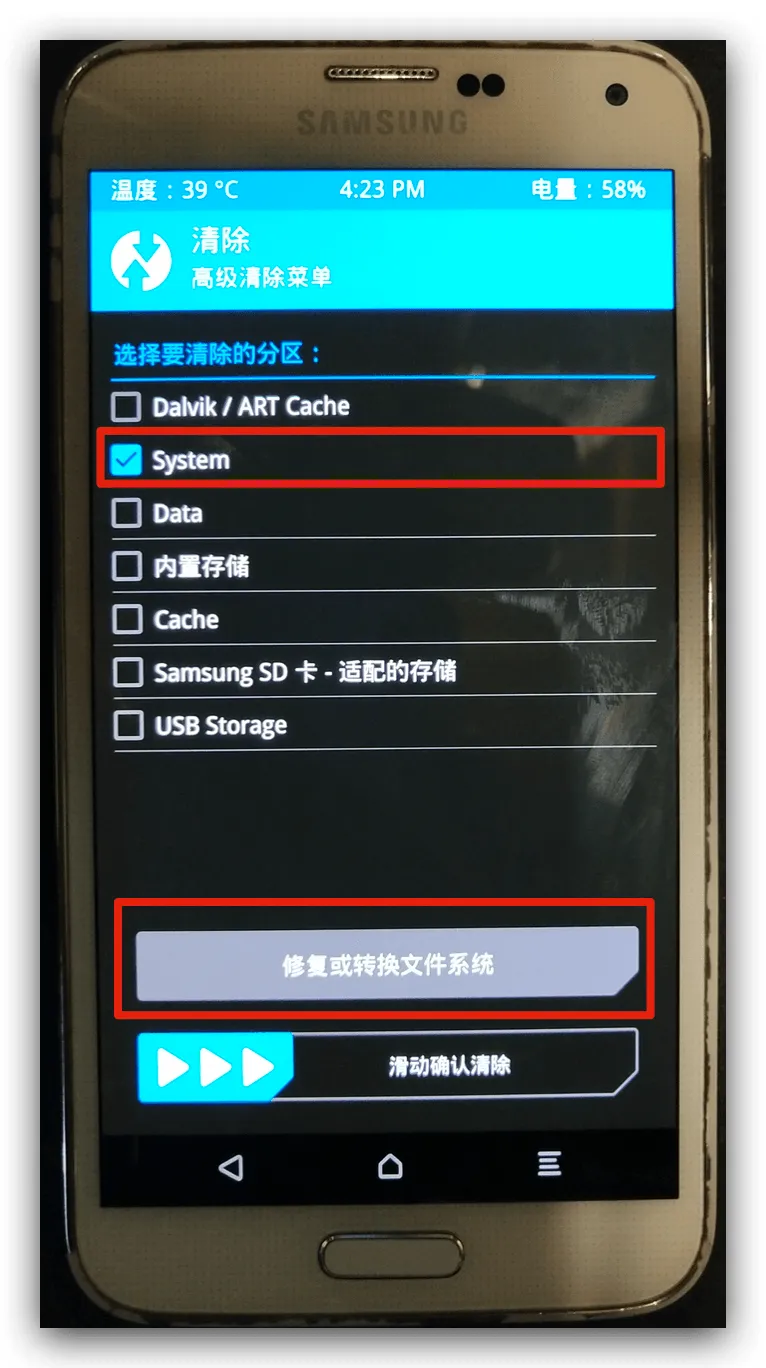 SAMSUNG
温度：39 °C 4:23 PM 电量：58%
清除
高级清除菜单
选择要清除的分区：
Dalvik / ART Cache
System
Data
内置存储
Cache
Samsung SD 卡 - 适配的存储
USB Storage
修复或转换文件系统
滑动确认清除